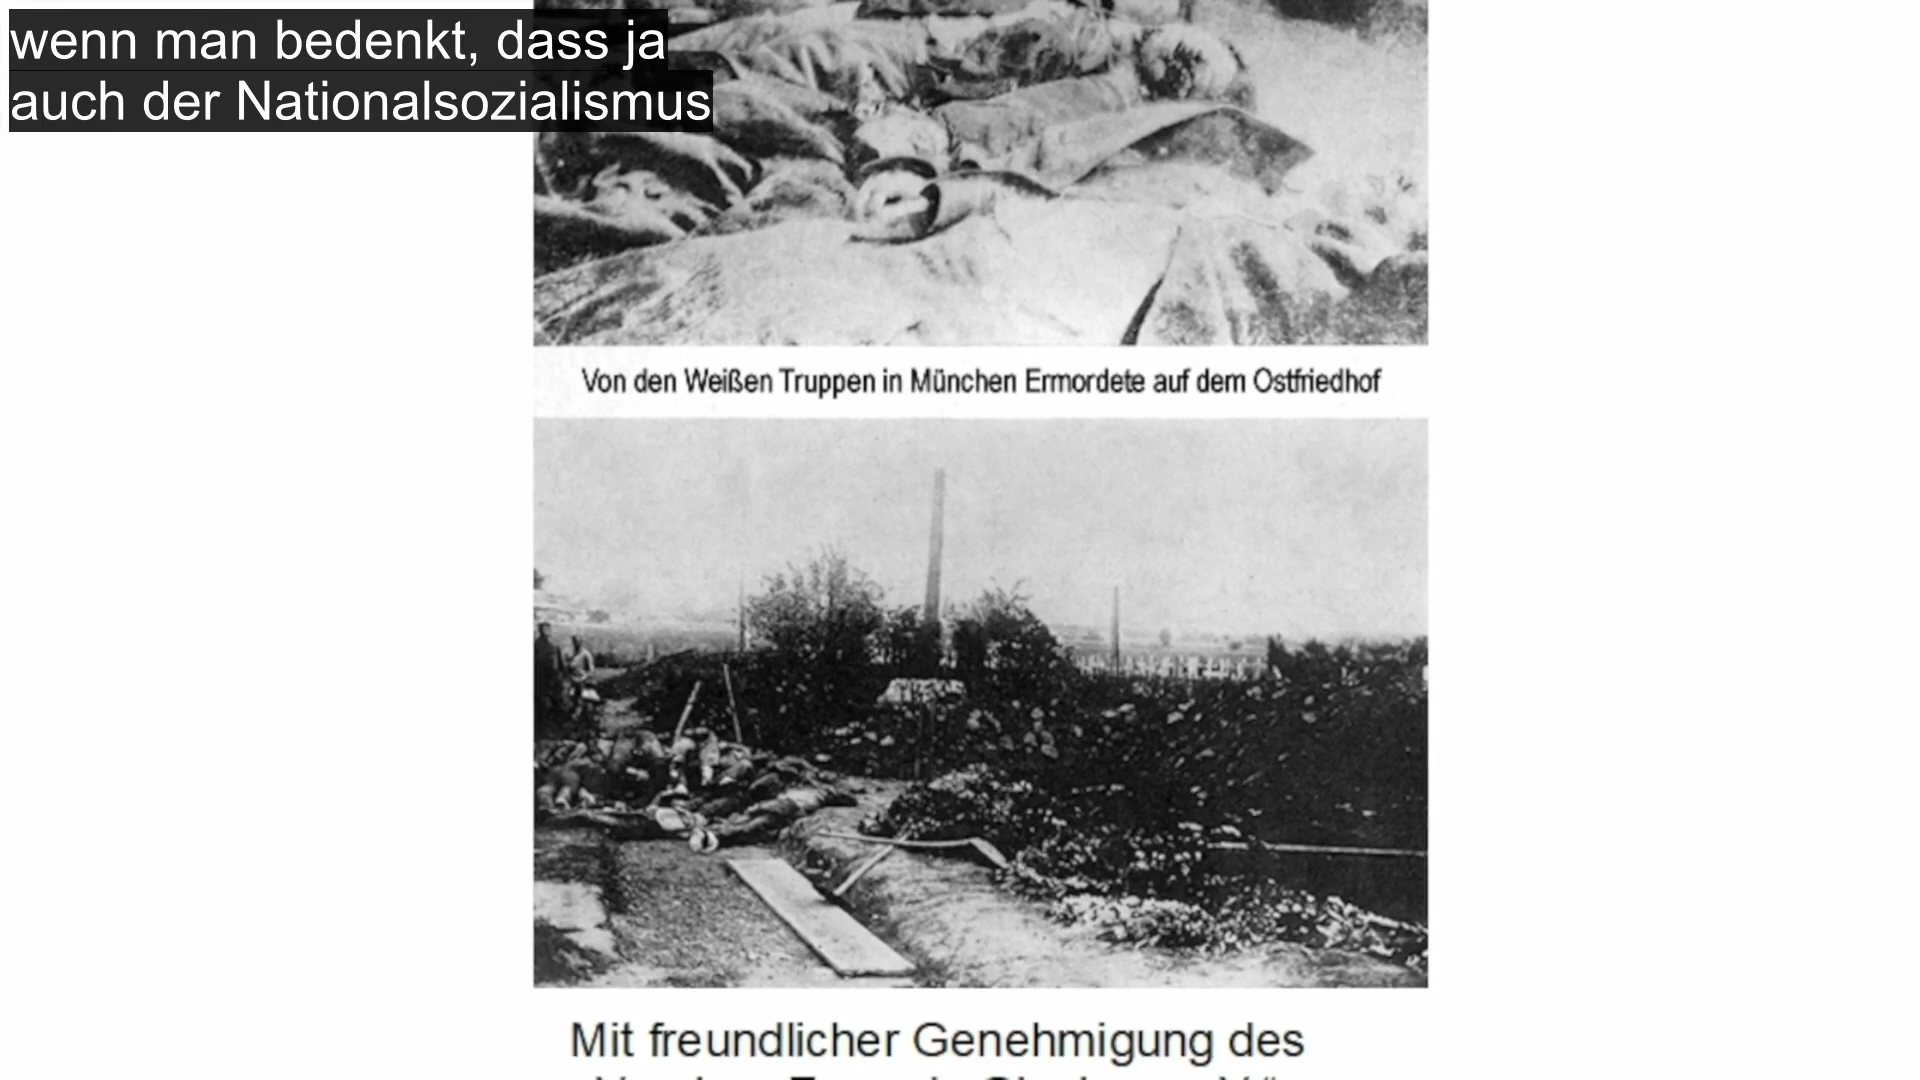 wenn man bedenkt, dass ja
auch der Nationalsozialismus
Von den Weißen Truppen in München Ermordete auf dem Ostfriedhof
Mit freundlicher Genehmigung des